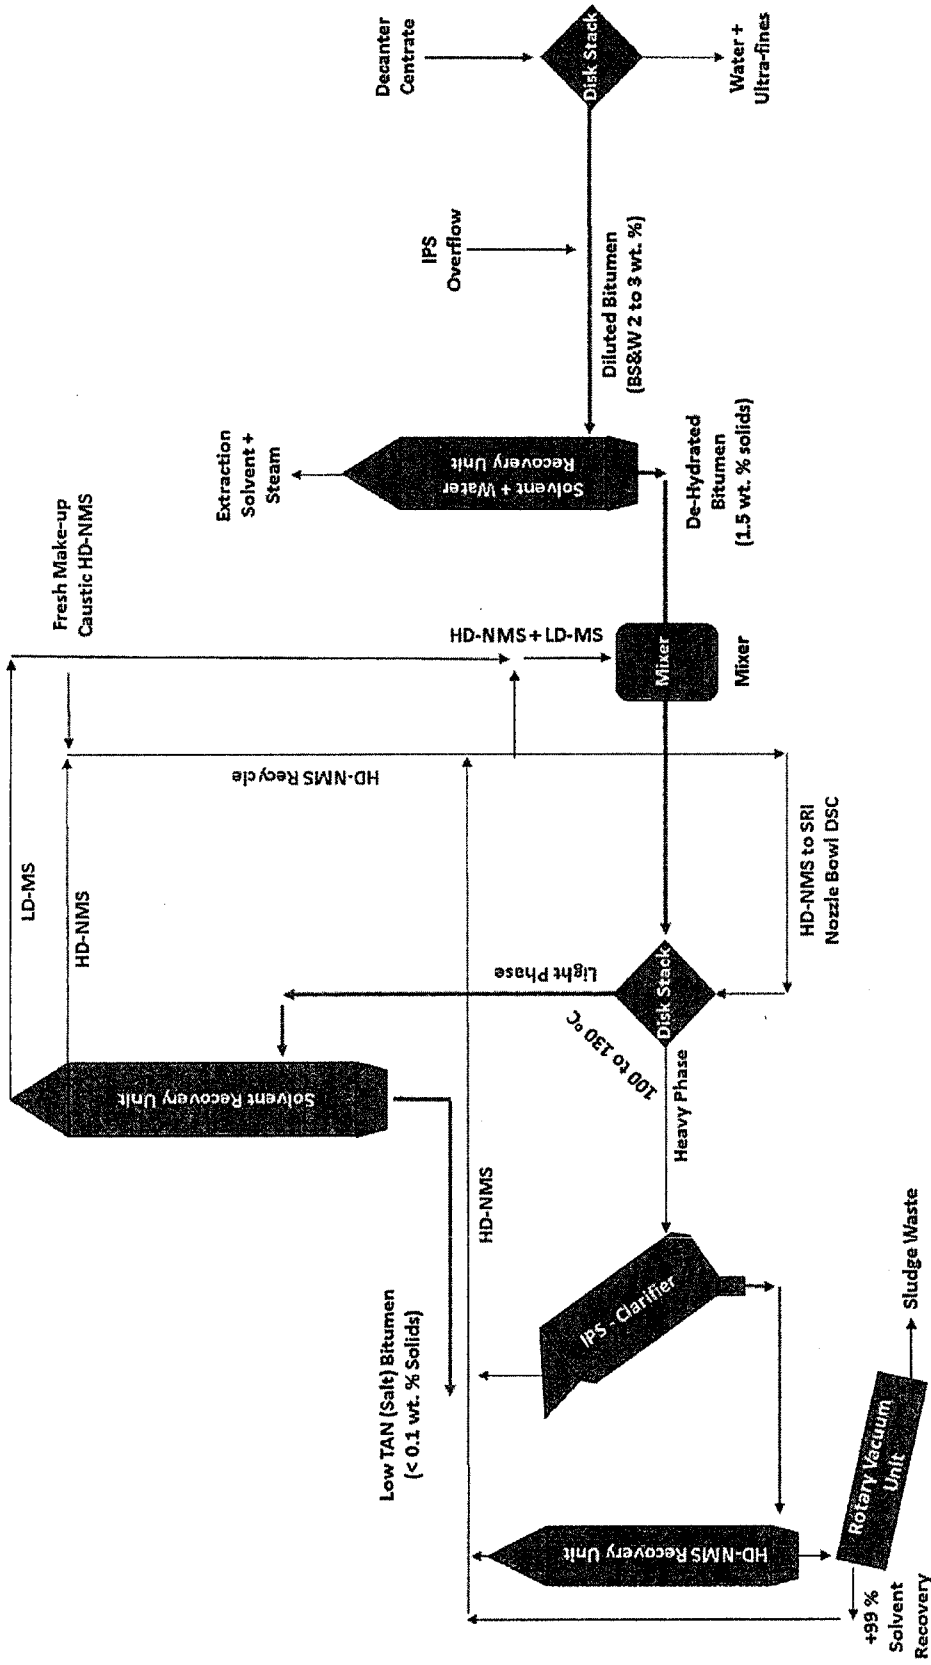 Decanter
Centrate
Disk Stack
Water +
Ultra-fines
IPS
Overflow
Diluted Bitumen
(BS&W 2 to 3 wt. %)
Extraction
Solvent +
Steam
Solvent + Water
Recovery Unit
De-Hydrated
Bitumen
(1.5 wt. % solids)
Fresh Make-up
Caustic HD-NMS
HD-NMS + LD-MS
Mixer
Mixer
HD-NMS Recycle
LD-MS
HD-NMS
HD-NMS to SRI
Nozzle Bowl DSC
Light Phase
Disk Stack
100 to 130 °C
Heavy Phase
Solvent Recovery Unit
HD-NMS
Low TAN (Salt) Bitumen
(< 0.1 wt. % Solids)
IPS - Clarifier
Sludge Waste
Rotary Vacuum
Unit
HD-NMS Recovery Unit
+99 %
Solvent
Recovery